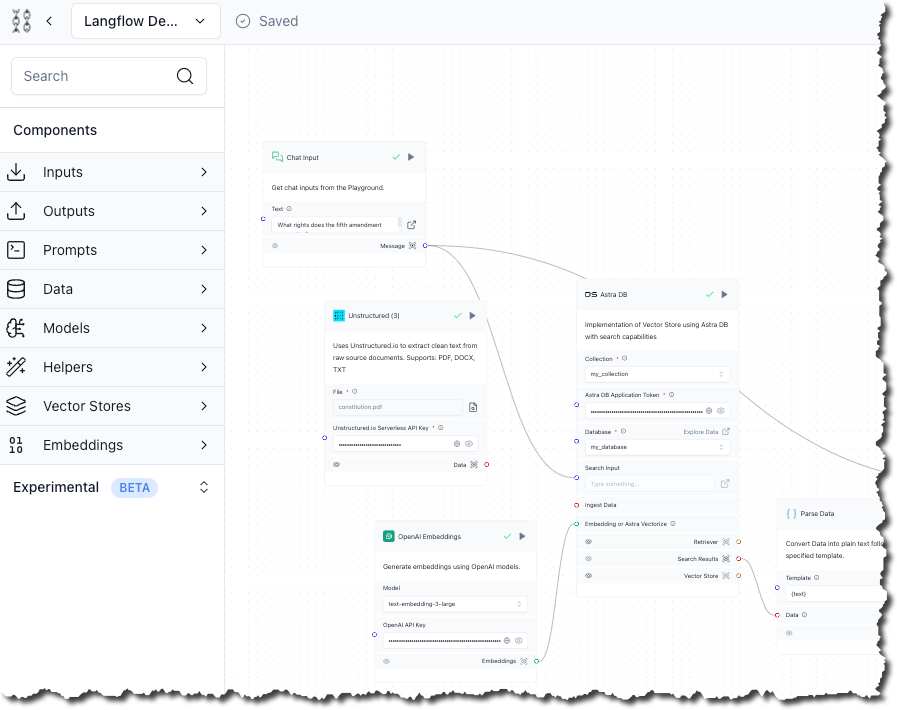 Langflow De...
Saved
Search
Components
Inputs
Outputs
Prompts
Data
Models
Helpers
Vector Stores
Embeddings
Experimental BETA
Chat Input
Get chat inputs from the Playground.
Text
What rights does the fifth amendment
Message
Unstructured (3)
Uses Unstructured.io to extract clean text from
raw source documents. Supports: PDF, DOCX,
TXT
File *
constitution.pdf
Unstructured.io Serverless API Key *
Data
OpenAI Embeddings
Generate embeddings using OpenAI models.
Model
text-embedding-3-large
OpenAI API Key
Embeddings
DS Astra DB
Implementation of Vector Store using Astra DB
with search capabilities
Collection *
my_collection
Astra DB Application Token *
Database *
Explore Data
my_database
Search Input
Type something...
Ingest Data
Embedding or Astra Vectorize
Retriever
Search Results
Vector Store
{ } Parse Data
Convert Data into plain text follo
specified template.
Template
{text}
Data